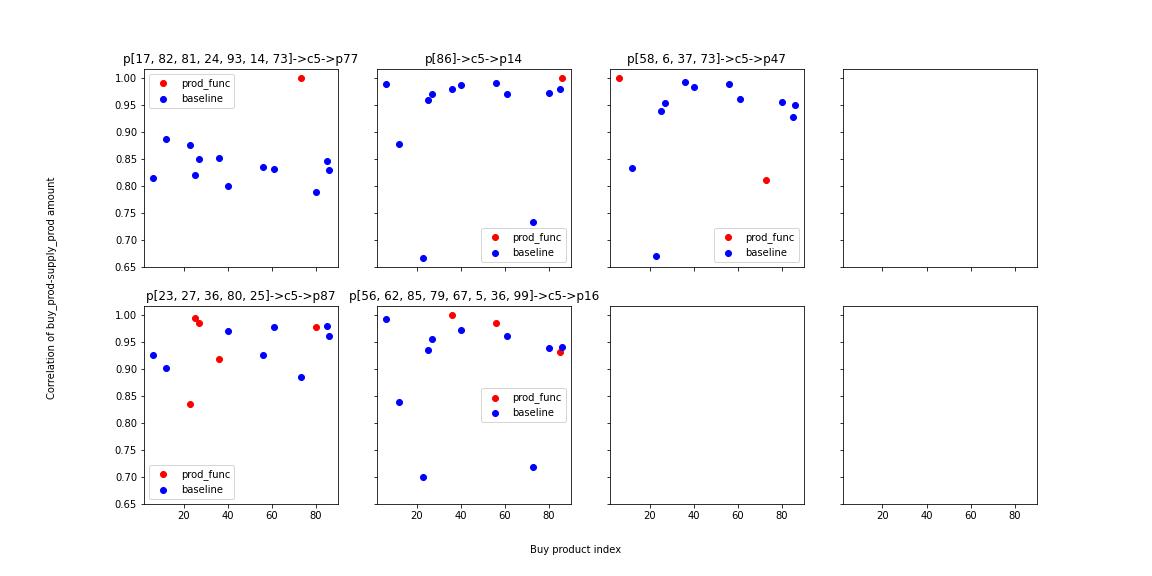 p[17, 82, 81, 24, 93, 14, 73]->c5->p77
p[86]->c5->p14
p[58, 6, 37, 73]->c5->p47
1.00
0.95
0.90
0.85
0.80
0.75
0.70
0.65
prod_func
baseline
prod_func
baseline
prod_func
baseline
Correlation of buy_prod-supply_prod amount
p[23, 27, 36, 80, 25]->c5->p87
p[56, 62, 85, 79, 67, 5, 36, 99]->c5->p16
1.00
0.95
0.90
0.85
0.80
0.75
0.70
0.65
prod_func
baseline
prod_func
baseline
20 40 60 80
20 40 60 80
20 40 60 80
20 40 60 80
Buy product index